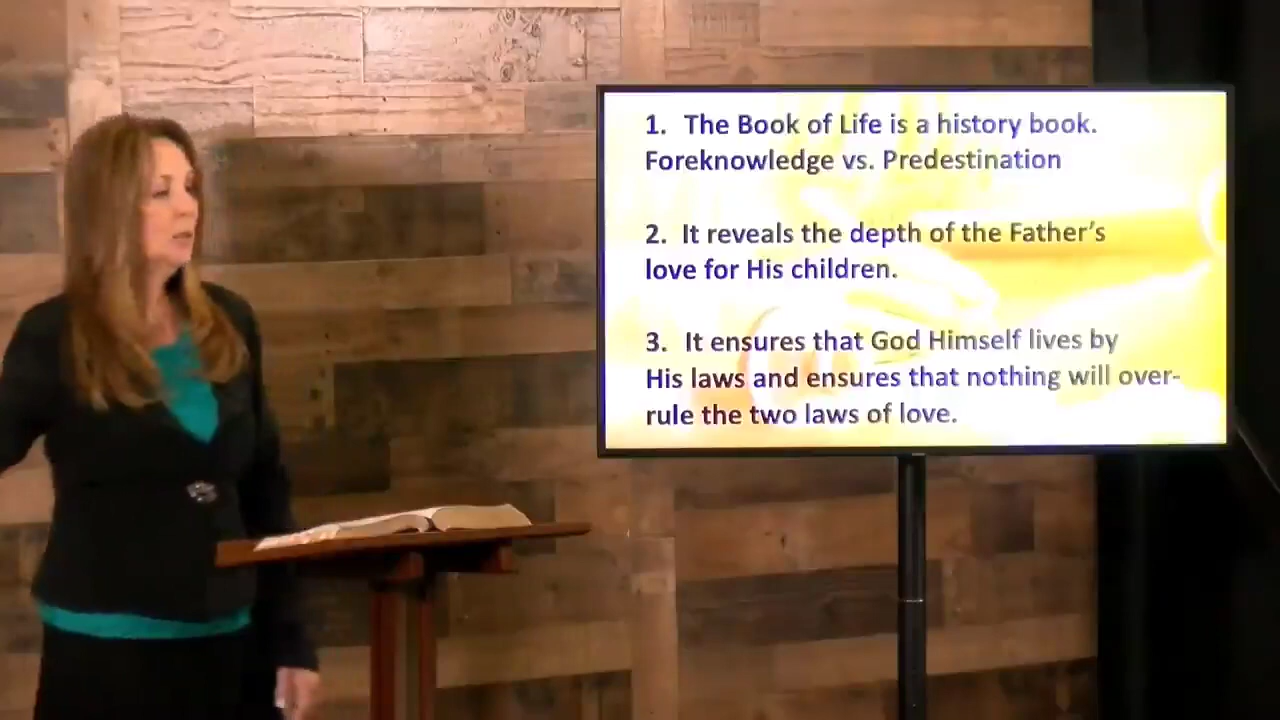 1. The Book of Life is a history book.
Foreknowledge vs. Predestination
2. It reveals the depth of the Father’s
love for His children.
3. It ensures that God Himself lives by
His laws and ensures that nothing will over-
rule the two laws of love.